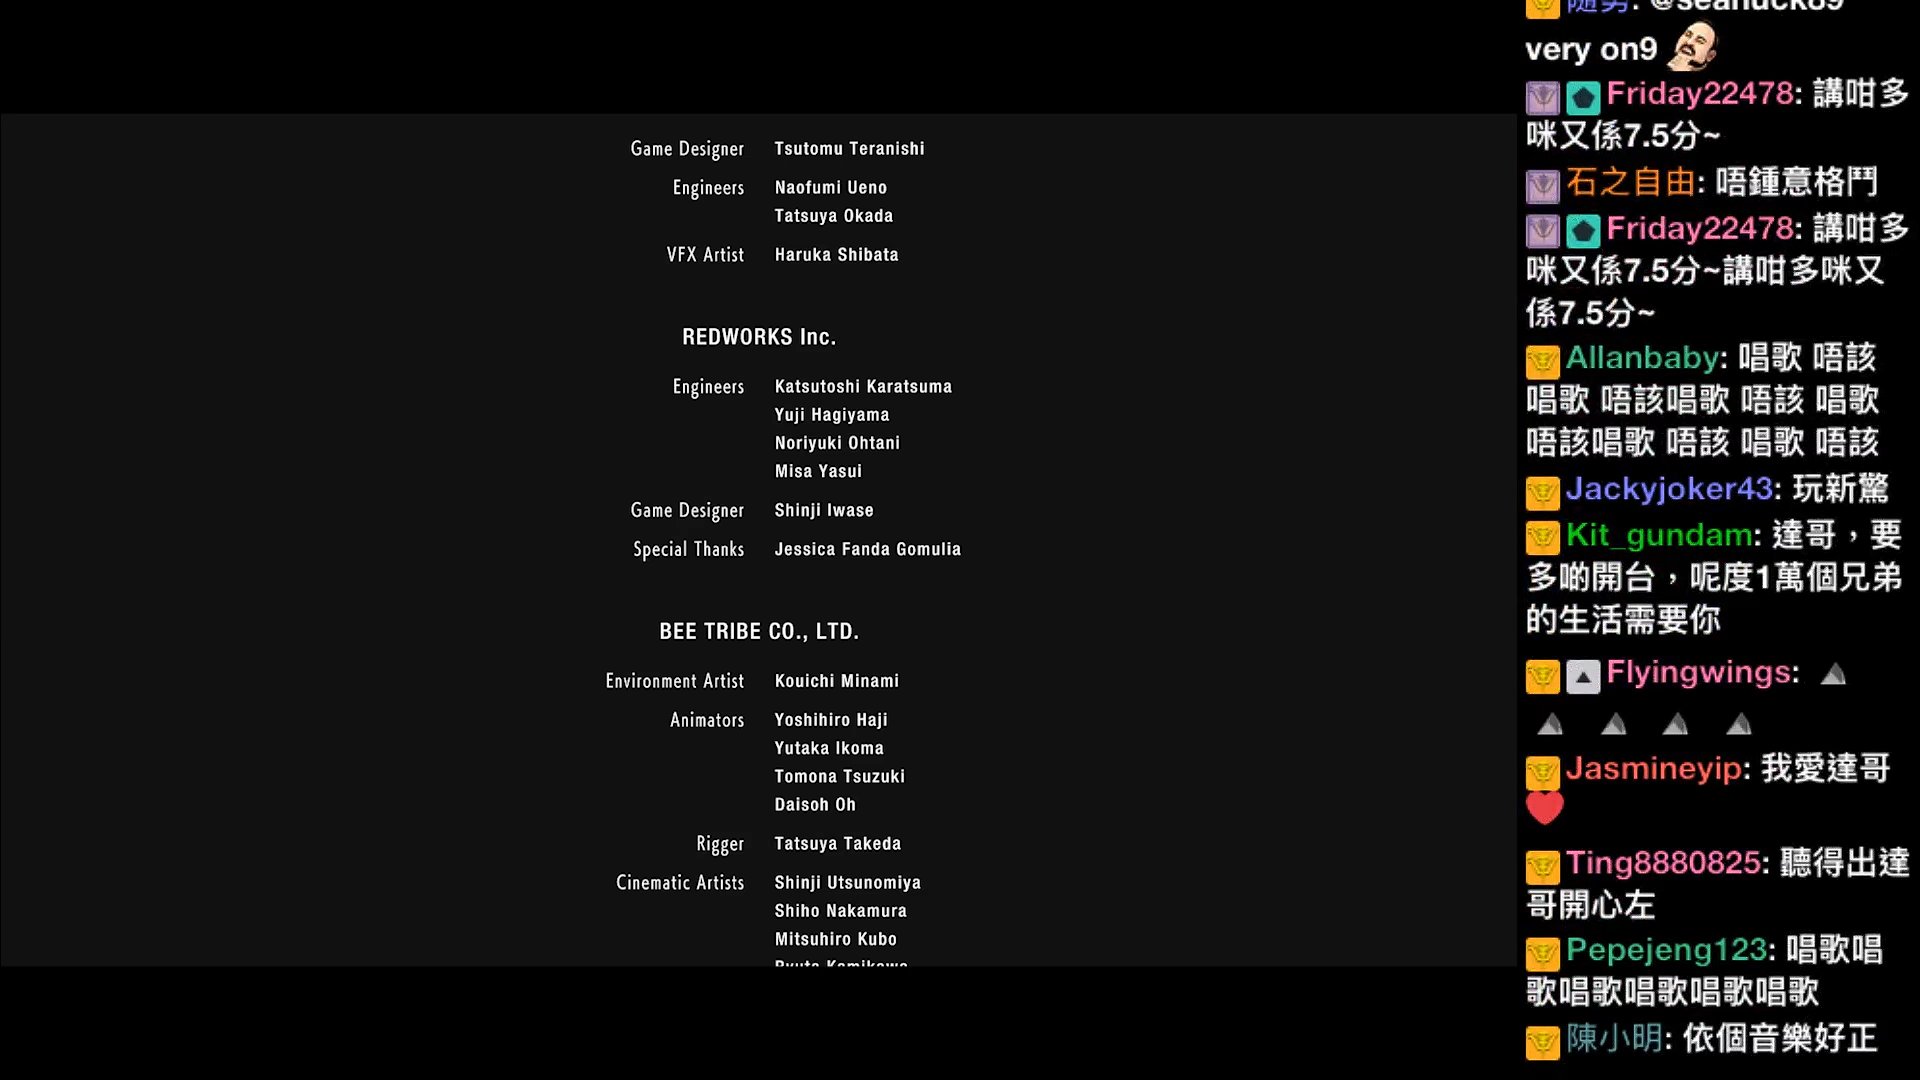 Game Designer Tsutomu Teranishi
Engineers Naofumi Ueno
Tatsuya Okada
VFX Artist Haruka Shibata
REDWORKS Inc.
Engineers Katsutoshi Karatsuma
Yuji Hagiyama
Noriyuki Ohtani
Misa Yasui
Game Designer Shinji Iwase
Special Thanks Jessica Fanda Gomulia
BEE TRIBE CO., LTD.
Environment Artist Kouichi Minami
Animators Yoshihiro Haji
Yutaka Ikoma
Tomona Tsuzuki
Daisoh Oh
Rigger Tatsuya Takeda
Cinematic Artists Shinji Utsunomiya
Shiho Nakamura
Mitsuhiro Kubo
very on9
Friday22478: 講咁多
咪又係7.5分~
石之自由: 唔鍾意格鬥
Friday22478: 講咁多
咪又係7.5分~講咁多咪又
係7.5分~
Allanbaby: 唱歌 唔該
唱歌 唔該唱歌 唔該 唱歌
唔該唱歌 唔該 唱歌 唔該
Jackyjoker43: 玩新驚
Kit_gundam: 達哥，要
多啲開台，呢度1萬個兄弟
的生活需要你
Flyingwings:
Jasmineyip: 我愛達哥
Ting8880825: 聽得出達
哥開心左
Pepejeng123: 唱歌唱
歌唱歌唱歌唱歌唱歌
陳小明: 依個音樂好正